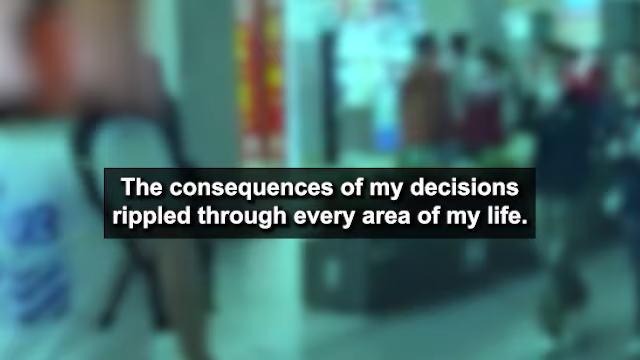 The consequences of my decisions
rippled through every area of my life.